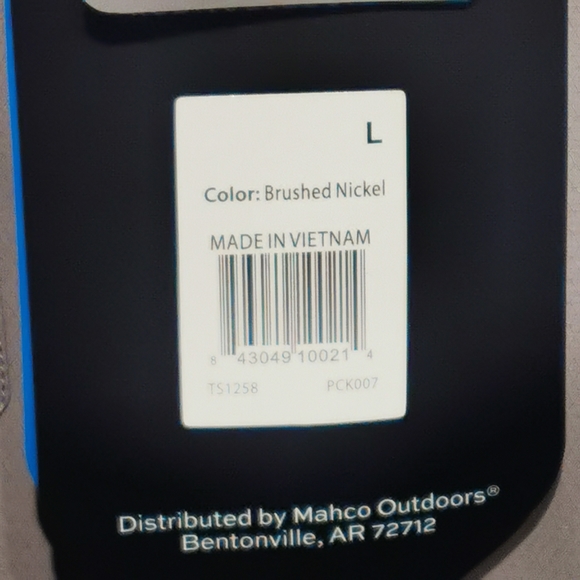 L
Color: Brushed Nickel
MADE IN VIETNAM
8 43049 10021 4
TS1258 PCK007
Distributed by Mahco Outdoors®
Bentonville, AR 72712